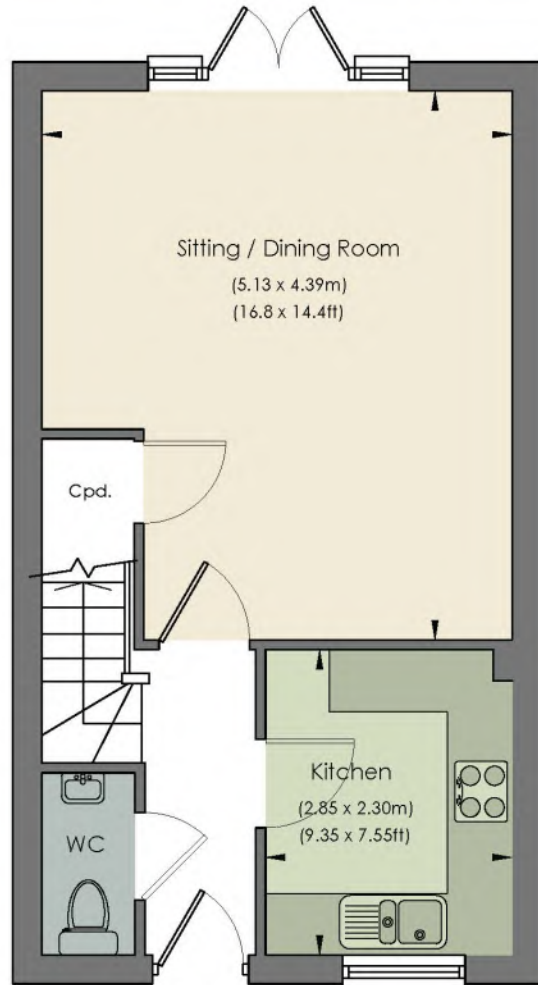 Sitting / Dining Room
(5.13 x 4.39m)
(16.8 x 14.4ft)
Cpd.
Kitchen
(2.85 x 2.30m)
(9.35 x 7.55ft)
WC